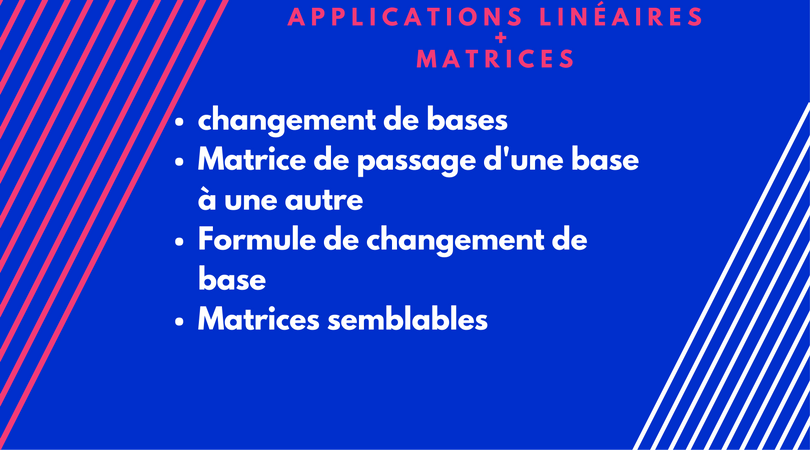 APPLICATIONS LINÉAIRES
+
MATRICES
• changement de bases
• Matrice de passage d'une base
à une autre
• Formule de changement de
base
• Matrices semblables